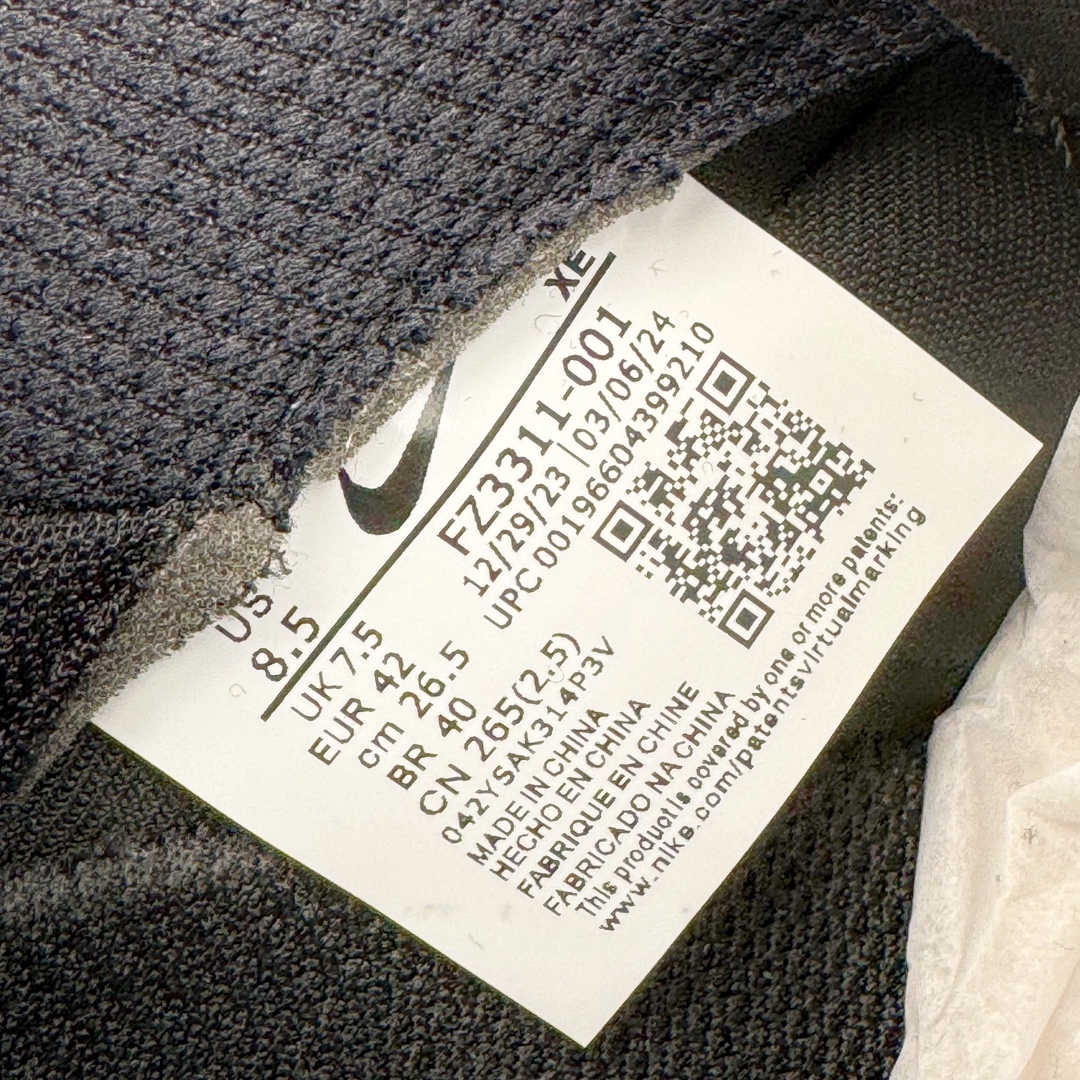 XE
US
8.5
UK 7.5
EUR 42
cm 26.5
BR 40
CN 265(2.5)
FZ3311-001
12/29/23 | 03/06/24
UPC 00196604399210
042Y SAK314P3V
MADE IN CHINA
HECHO EN CHINA
FABRIQUE EN CHINE
FABRICADO NA CHINA
This product is covered by one or more patents:
www.nike.com/patentsvirtualmarking